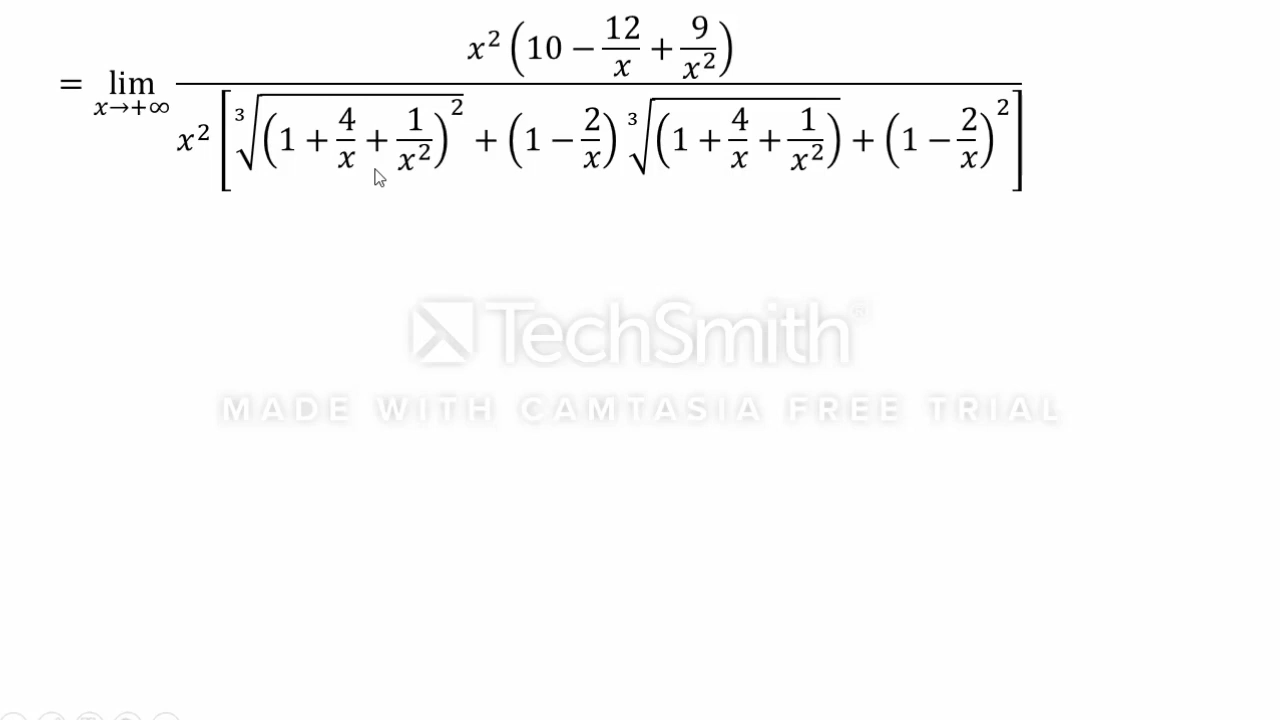 = lim x→+∞ x² (10 − 12/x + 9/x²) / x² [∛(1 + 4/x + 1/x²)² + (1 − 2/x) ∛(1 + 4/x + 1/x²) + (1 − 2/x)²]
TechSmith®
MADE WITH CAMTASIA FREE TRIAL